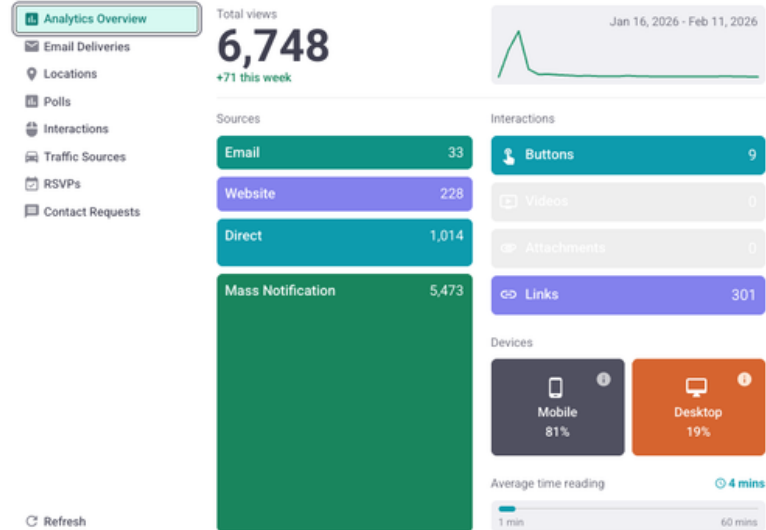 Analytics Overview
Email Deliveries
Locations
Polls
Interactions
Traffic Sources
RSVPs
Contact Requests
Refresh
Total views
6,748
+71 this week
Jan 16, 2026 - Feb 11, 2026
Sources
Email 33
Website 228
Direct 1,014
Mass Notification 5,473
Interactions
Buttons 9
Videos 0
Attachments 0
Links 301
Devices
Mobile
81%
Desktop
19%
Average time reading 4 mins
1 min 60 mins